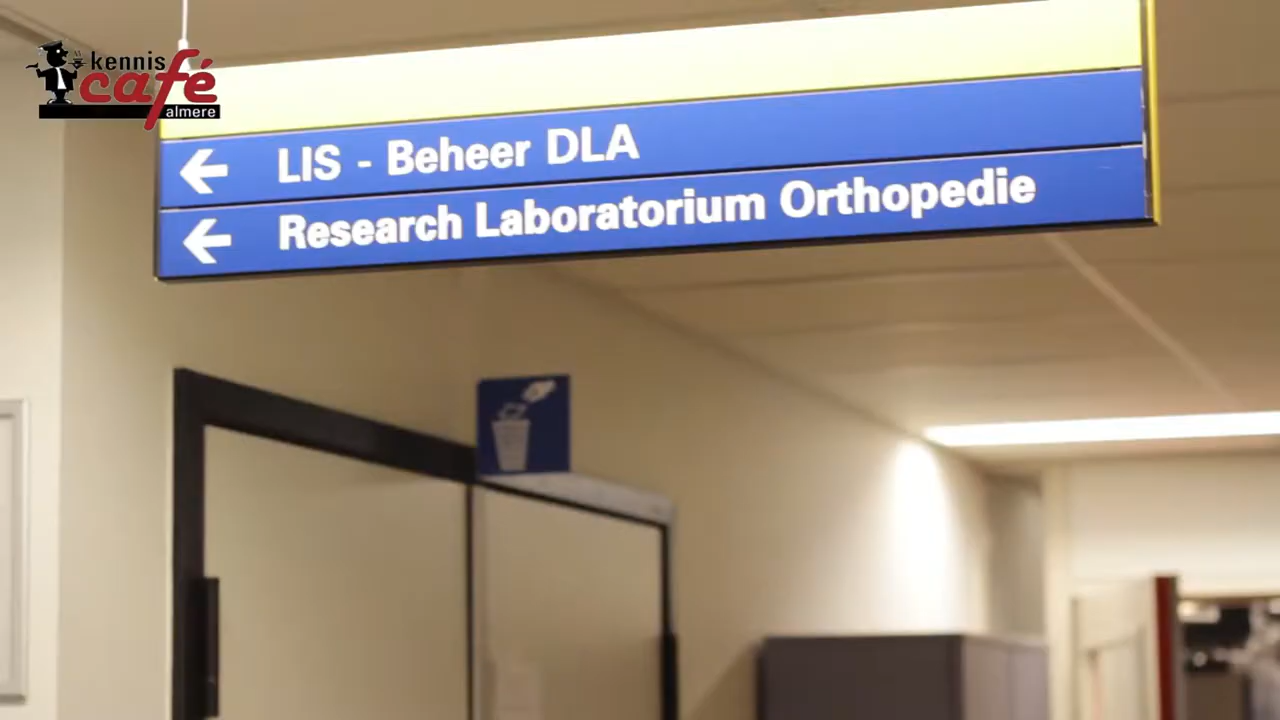 kennis
café
almere
LIS - Beheer DLA
Research Laboratorium Orthopedie